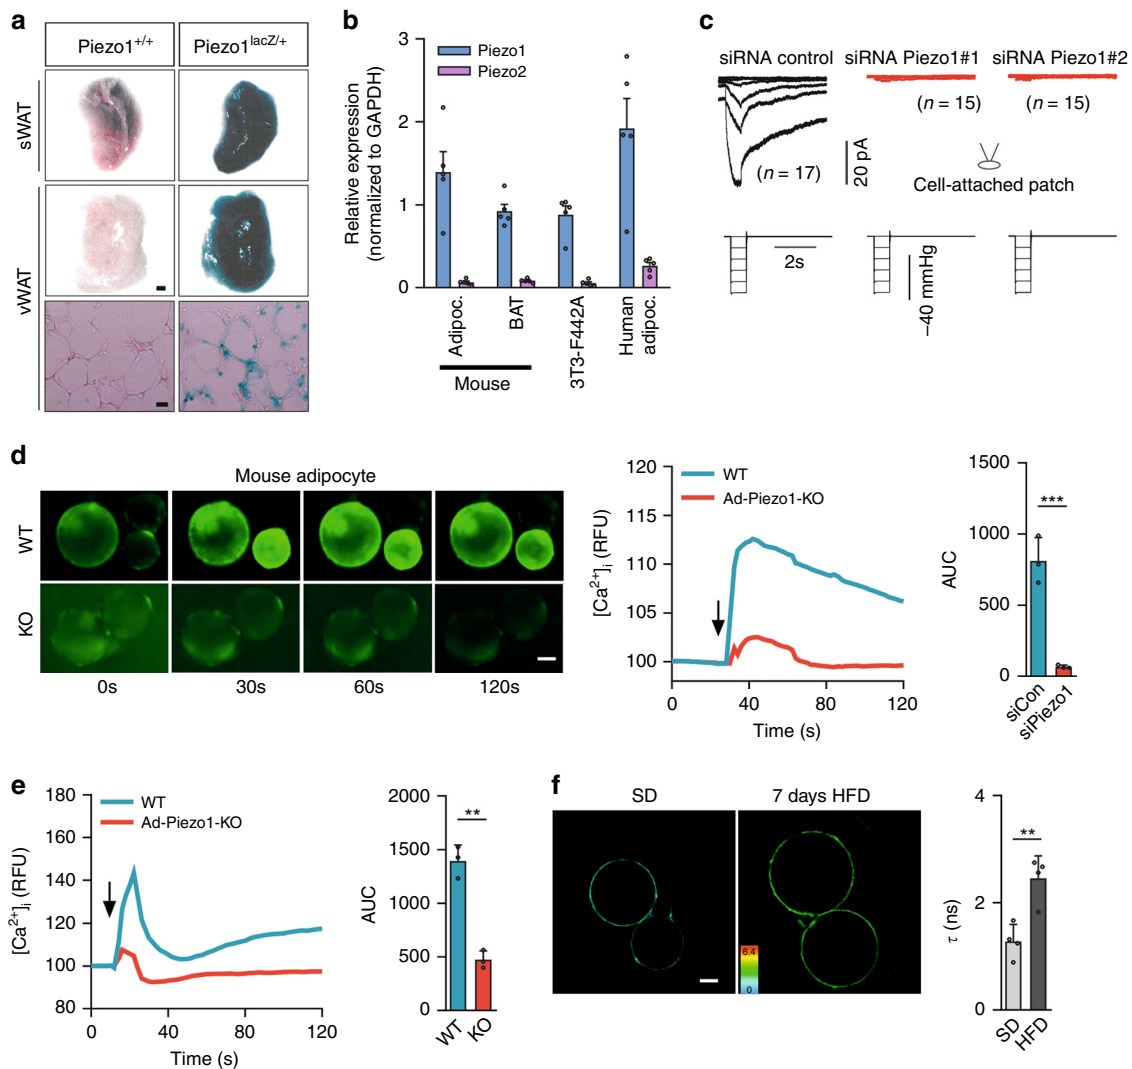 a
Piezo1+/+
Piezo1lacZ/+
sWAT
vWAT
b
Relative expression
(normalized to GAPDH)
3
2
1
0
Piezo1
Piezo2
Adipoc.
BAT
3T3-F442A
Human
adipoc.
Mouse
c
siRNA control
siRNA Piezo1#1
siRNA Piezo1#2
(n = 17)
(n = 15)
(n = 15)
20 pA
Cell-attached patch
2s
−40 mmHg
d
Mouse adipocyte
WT
KO
0s
30s
60s
120s
[Ca2+]i (RFU)
120
115
110
105
100
WT
Ad-Piezo1-KO
0
40
80
120
Time (s)
AUC
1500
1000
500
0
***
siCon
siPiezo1
e
[Ca2+]i (RFU)
180
160
140
120
100
80
WT
Ad-Piezo1-KO
0
40
80
120
Time (s)
AUC
2000
1500
1000
500
0
**
WT
KO
f
SD
7 days HFD
6.4
0
τ (ns)
4
2
0
**
SD
HFD